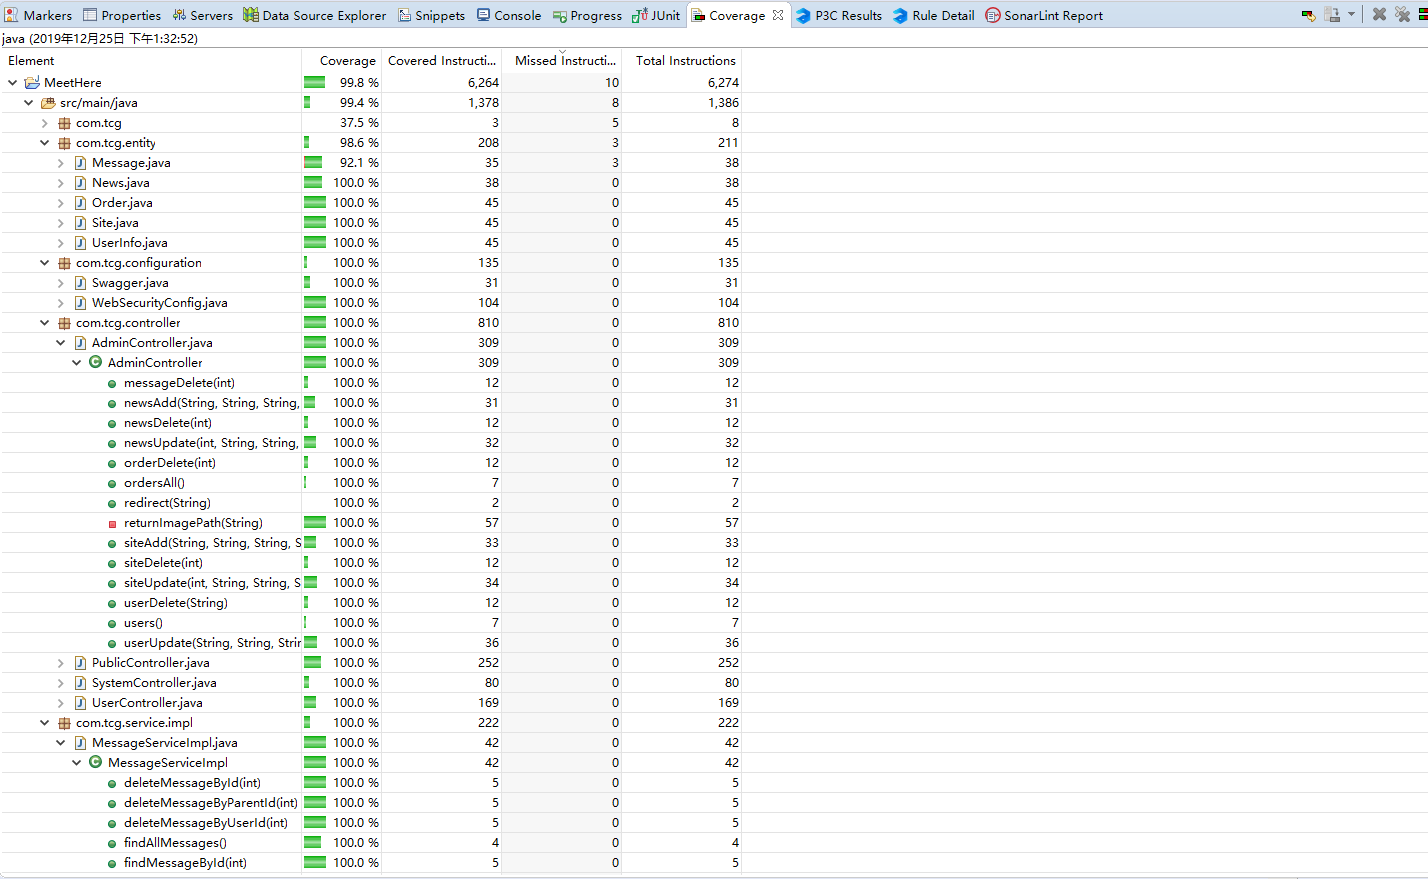 Markers Properties Servers Data Source Explorer Snippets Console Progress JUnit Coverage P3C Results Rule Detail SonarLint Report
java (2019年12月25日 下午1:32:52)
Element Coverage Covered Instructi... Missed Instructi... Total Instructions
MeetHere 99.8 % 6,264 10 6,274
src/main/java 99.4 % 1,378 8 1,386
com.tcg 37.5 % 3 5 8
com.tcg.entity 98.6 % 208 3 211
Message.java 92.1 % 35 3 38
News.java 100.0 % 38 0 38
Order.java 100.0 % 45 0 45
Site.java 100.0 % 45 0 45
UserInfo.java 100.0 % 45 0 45
com.tcg.configuration 100.0 % 135 0 135
Swagger.java 100.0 % 31 0 31
WebSecurityConfig.java 100.0 % 104 0 104
com.tcg.controller 100.0 % 810 0 810
AdminController.java 100.0 % 309 0 309
AdminController 100.0 % 309 0 309
messageDelete(int) 100.0 % 12 0 12
newsAdd(String, String, String, 100.0 % 31 0 31
newsDelete(int) 100.0 % 12 0 12
newsUpdate(int, String, String, 100.0 % 32 0 32
orderDelete(int) 100.0 % 12 0 12
ordersAll() 100.0 % 7 0 7
redirect(String) 100.0 % 2 0 2
returnImagePath(String) 100.0 % 57 0 57
siteAdd(String, String, String, S 100.0 % 33 0 33
siteDelete(int) 100.0 % 12 0 12
siteUpdate(int, String, String, S 100.0 % 34 0 34
userDelete(String) 100.0 % 12 0 12
users() 100.0 % 7 0 7
userUpdate(String, String, Strir 100.0 % 36 0 36
PublicController.java 100.0 % 252 0 252
SystemController.java 100.0 % 80 0 80
UserController.java 100.0 % 169 0 169
com.tcg.service.impl 100.0 % 222 0 222
MessageServiceImpl.java 100.0 % 42 0 42
MessageServiceImpl 100.0 % 42 0 42
deleteMessageById(int) 100.0 % 5 0 5
deleteMessageByParentId(int) 100.0 % 5 0 5
deleteMessageByUserId(int) 100.0 % 5 0 5
findAllMessages() 100.0 % 4 0 4
findMessageById(int) 100.0 % 5 0 5